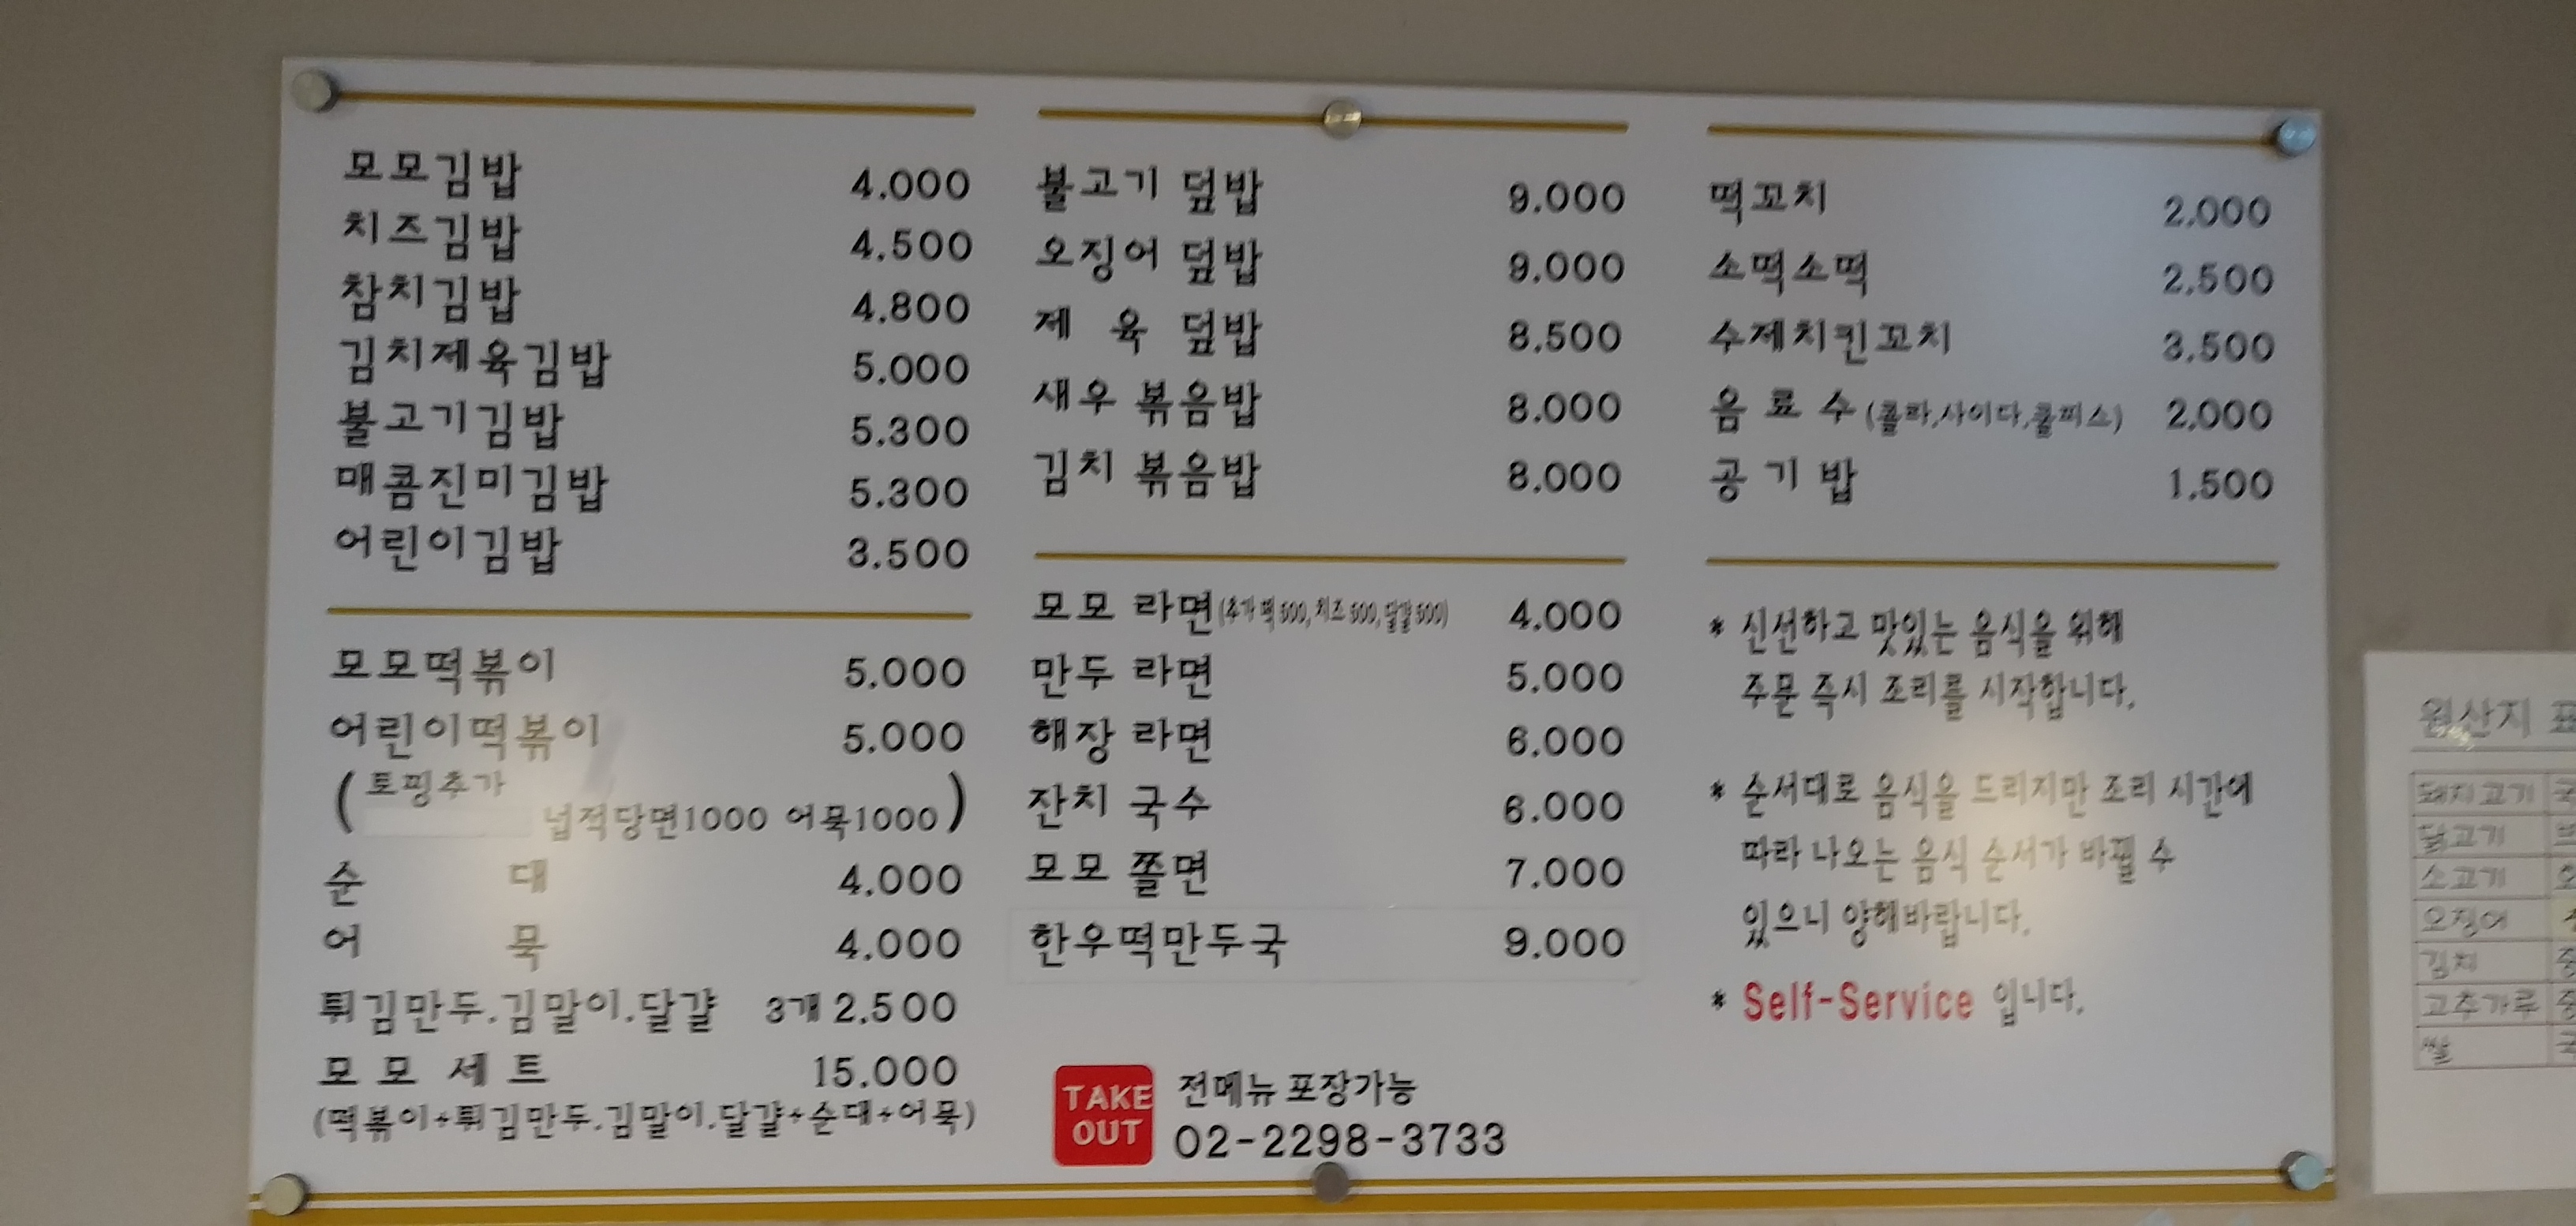 모모김밥 4.000
치즈김밥 4.500
참치김밥 4.800
김치제육김밥 5.000
불고기김밥 5.300
매콤진미김밥 5.300
어린이김밥 3.500
모모떡볶이 5.000
어린이떡볶이 5.000
(토핑추가
넙적당면1000 어묵1000)
순 대 4.000
어 묵 4.000
튀김만두.김말이.달걀 3개 2.500
모 모 세 트 15.000
(떡볶이+튀김만두.김말이.달걀+순대+어묵)
불고기 덮밥 9.000
오징어 덮밥 9.000
제 육 덮밥 8.500
새우 볶음밥 8.000
김치 볶음밥 8.000
모모 라면(추가 떡 500, 치즈 500, 달걀 500) 4.000
만두 라면 5.000
해장 라면 6.000
잔치 국수 6.000
모모 쫄면 7.000
한우떡만두국 9.000
TAKE OUT
전메뉴 포장가능
02-2298-3733
떡꼬치 2.000
소떡소떡 2.500
수제치킨꼬치 3.500
음 료 수 (콜라,사이다,쿨피스) 2.000
공 기 밥 1.500
* 신선하고 맛있는 음식을 위해
주문 즉시 조리를 시작합니다.
* 순서대로 음식을 드리지만 조리 시간에
따라 나오는 음식 순서가 바뀔 수
있으니 양해바랍니다.
* Self-Service 입니다.
원산지
돼지고기
닭고기
소고기
오징어
김치
고추가루
쌀